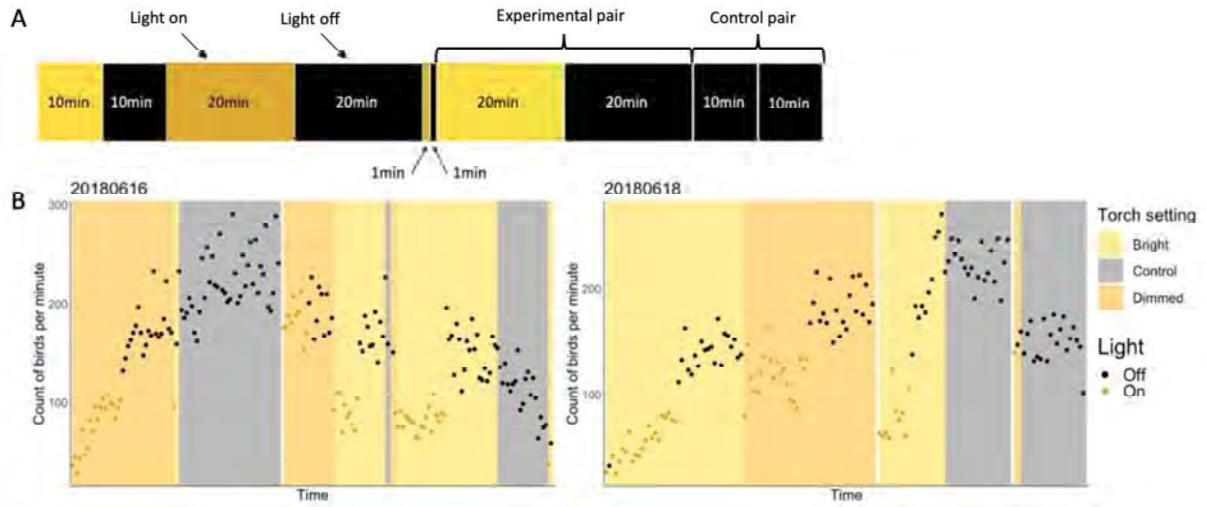 A
Light on
Light off
Experimental pair
Control pair
10min
10min
20min
20min
20min
20min
10min
10min
1min
1min
B
20180616
20180618
Count of birds per minute
300
200
100
Time
Count of birds per minute
200
100
Time
Torch setting
Bright
Control
Dimmed
Light
Off
On